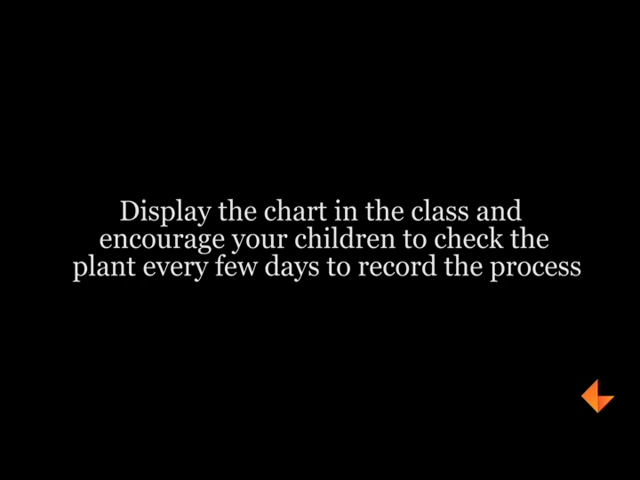 Display the chart in the class and
encourage your children to check the
plant every few days to record the process